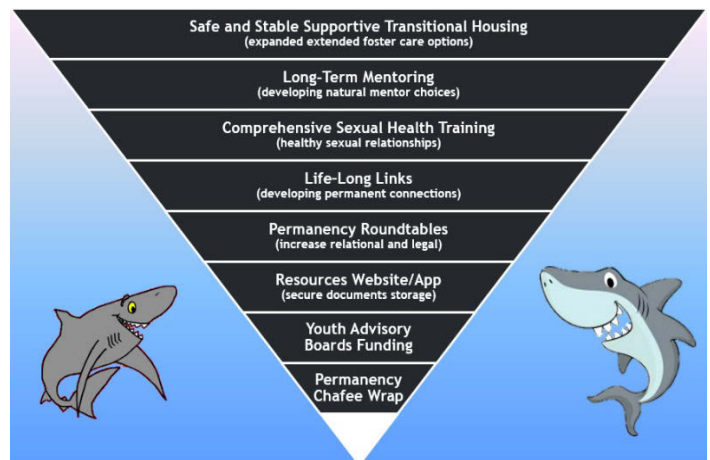 Safe and Stable Supportive Transitional Housing
(expanded extended foster care options)
Long-Term Mentoring
(developing natural mentor choices)
Comprehensive Sexual Health Training
(healthy sexual relationships)
Life-Long Links
(developing permanent connections)
Permanency Roundtables
(increase relational and legal)
Resources Website/App
(secure documents storage)
Youth Advisory
Boards Funding
Permanency
Chafee Wrap